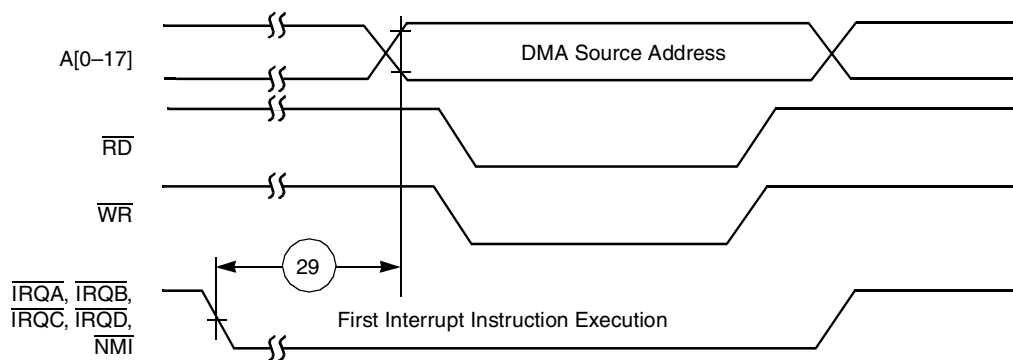 A[0–17]
DMA Source Address
RD
WR
29
IRQA, IRQB,
IRQC, IRQD,
NMI
First Interrupt Instruction Execution